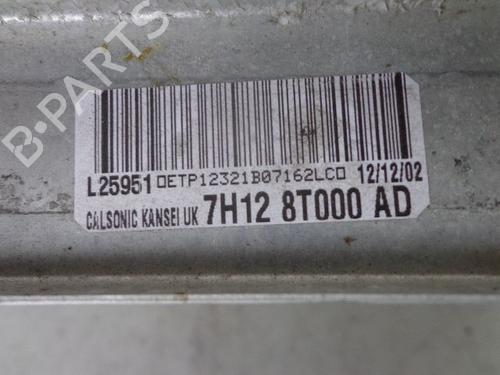 B-PARTS
L25951 0ETP12321B07162LC0 12/12/02
CALSONIC KANSEI UK 7H12 8T000 AD